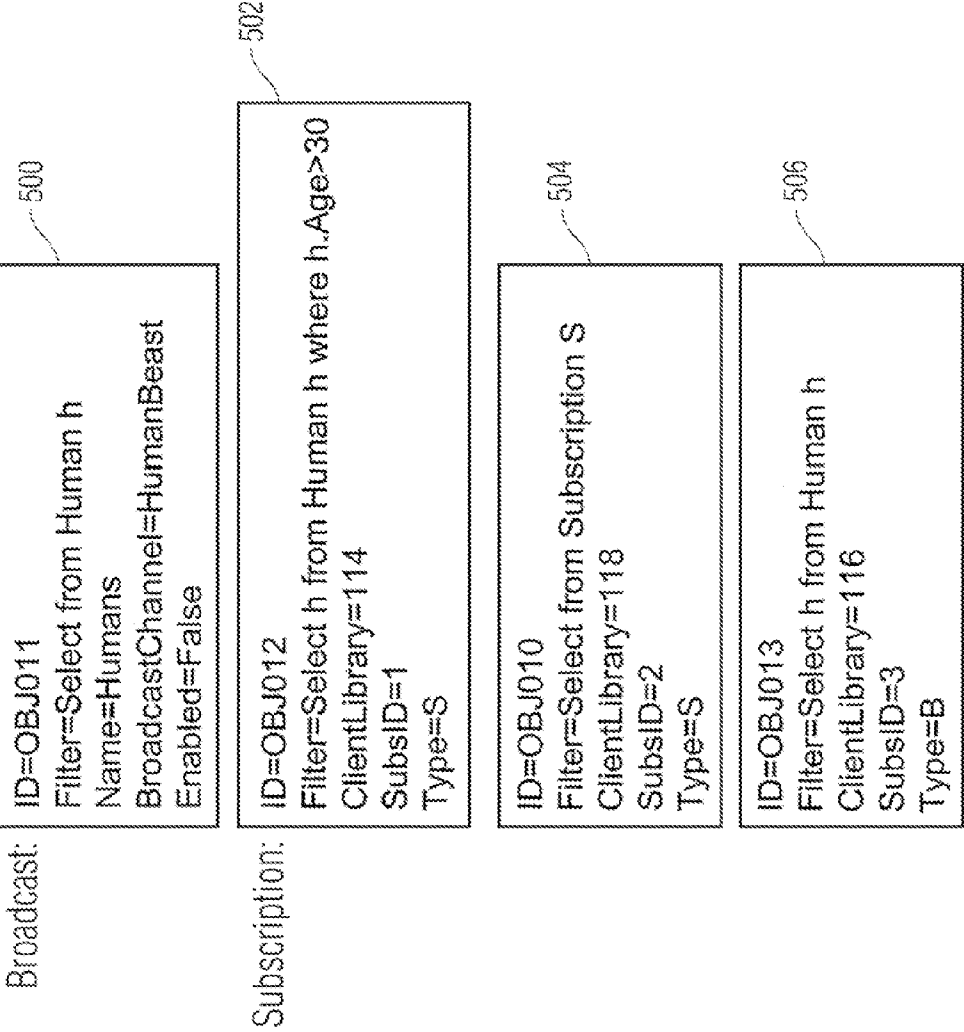 Broadcast:
ID=OBJ011
Filter=Select from Human h
Name=Humans
BroadcastChannel=HumanBeast
Enabled=False
500
Subscription:
ID=OBJ012
Filter=Select h from Human h where h.Age>30
ClientLibrary=114
SubsID=1
Type=S
502
ID=OBJ010
Filter=Select from Subscription S
ClientLibrary=118
SubsID=2
Type=S
504
ID=OBJ013
Filter=Select h from Human h
ClientLibrary=116
SubsID=3
Type=B
506